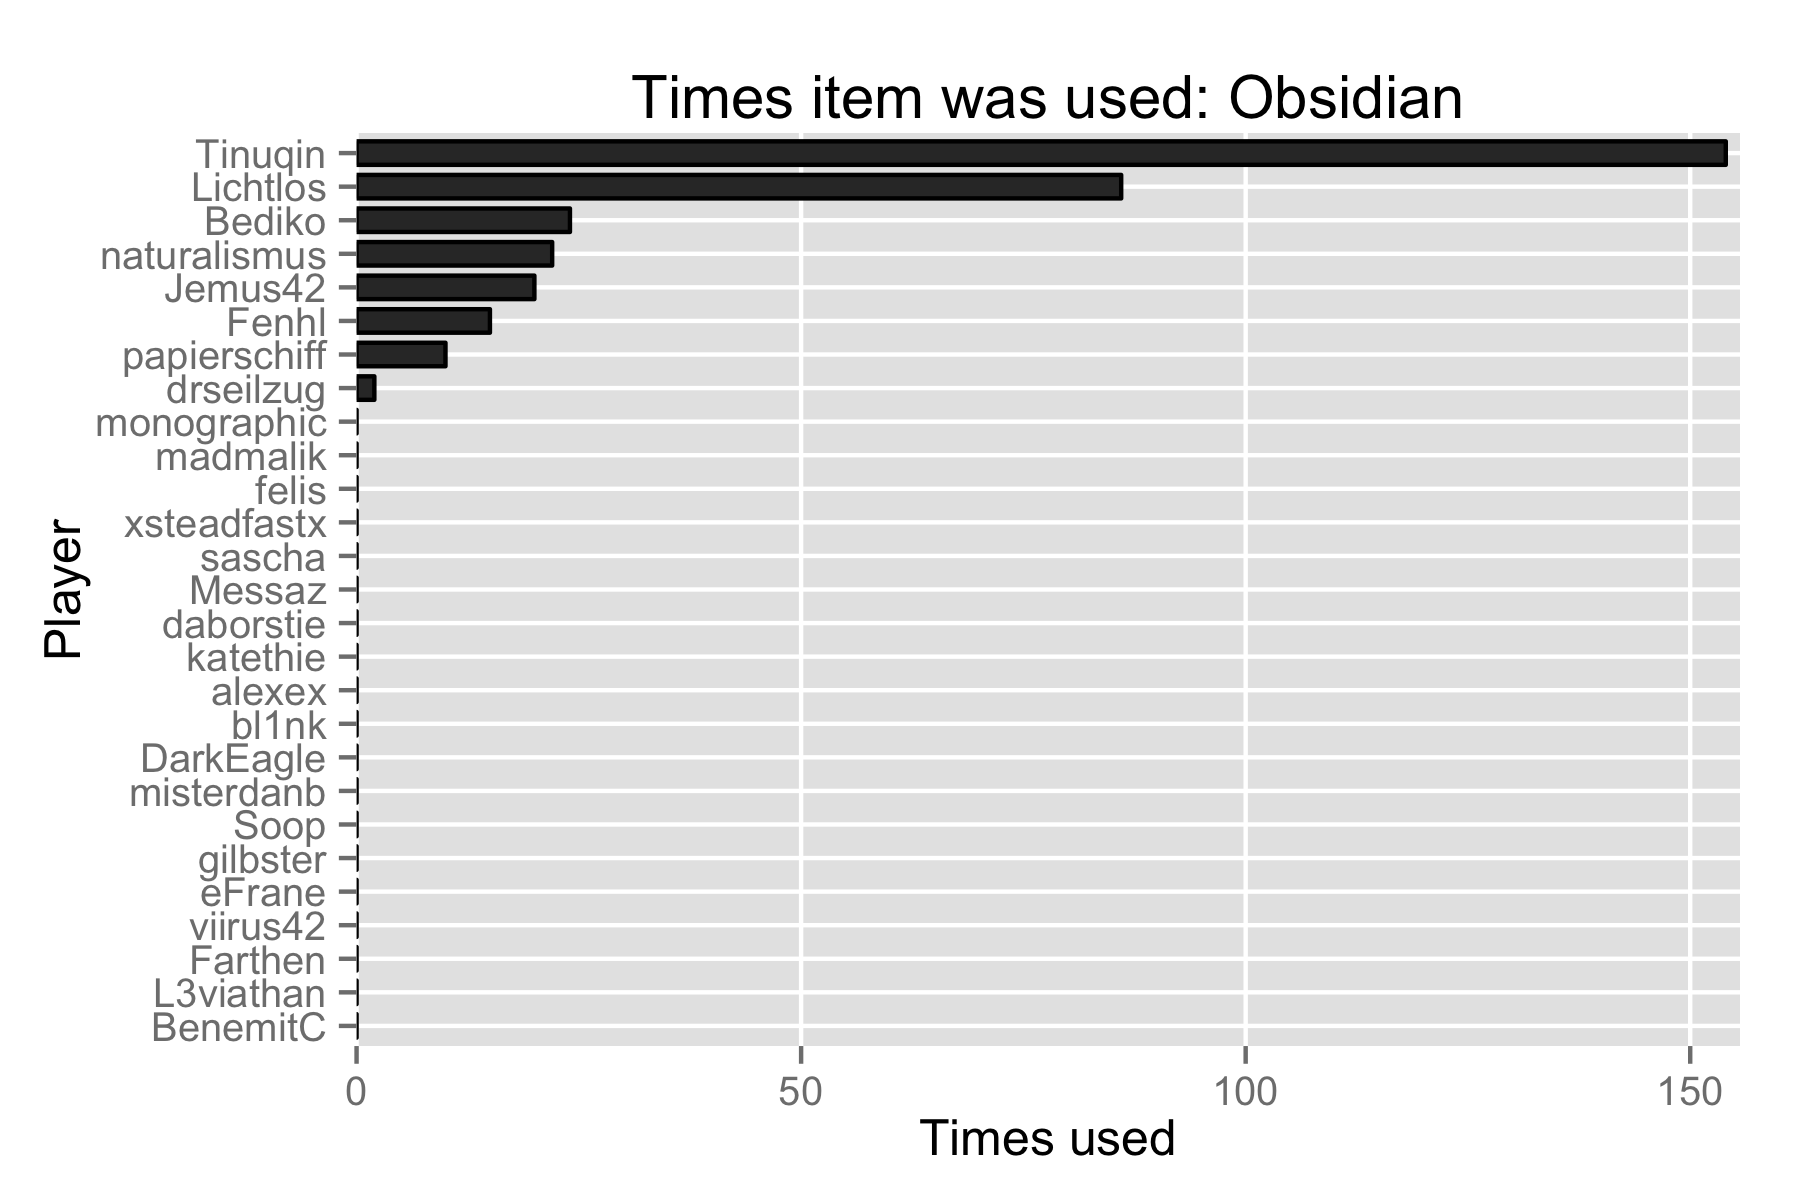 Times item was used: Obsidian
Tinuqin
Lichtlos
Bediko
naturalismus
Jemus42
Fenhl
papierschiff
drseilzug
monographic
madmalik
felis
xsteadfastx
sascha
Messaz
daborstie
katethie
alexex
bl1nk
DarkEagle
misterdanb
Soop
gilbster
eFrane
viirus42
Farthen
L3viathan
BenemitC
Player
0 50 100 150
Times used